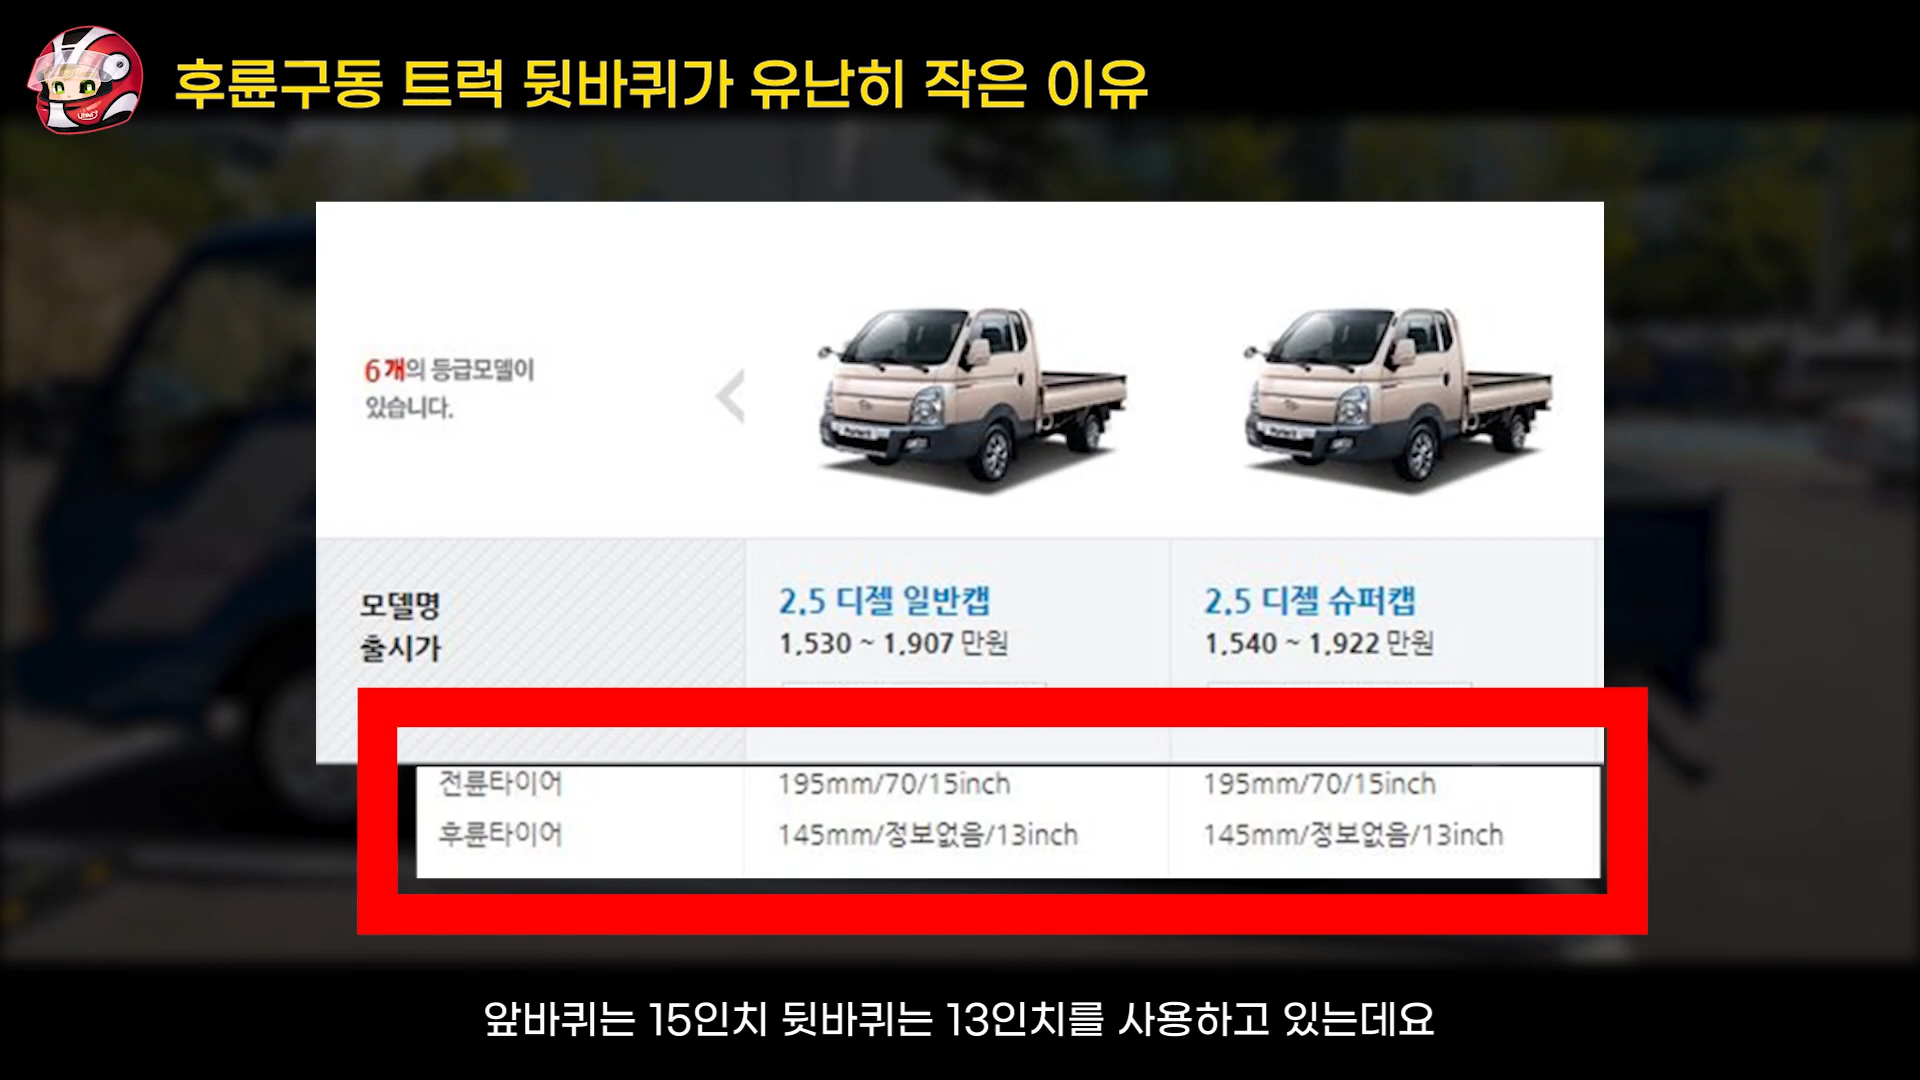 후륜구동 트럭 뒷바퀴가 유난히 작은 이유
6개의 등급모델이
있습니다.
모델명
출시가
2.5 디젤 일반캡
1,530 ~ 1,907 만원
2.5 디젤 슈퍼캡
1,540 ~ 1,922 만원
전륜타이어 195mm/70/15inch 195mm/70/15inch
후륜타이어 145mm/정보없음/13inch 145mm/정보없음/13inch
앞바퀴는 15인치 뒷바퀴는 13인치를 사용하고 있는데요